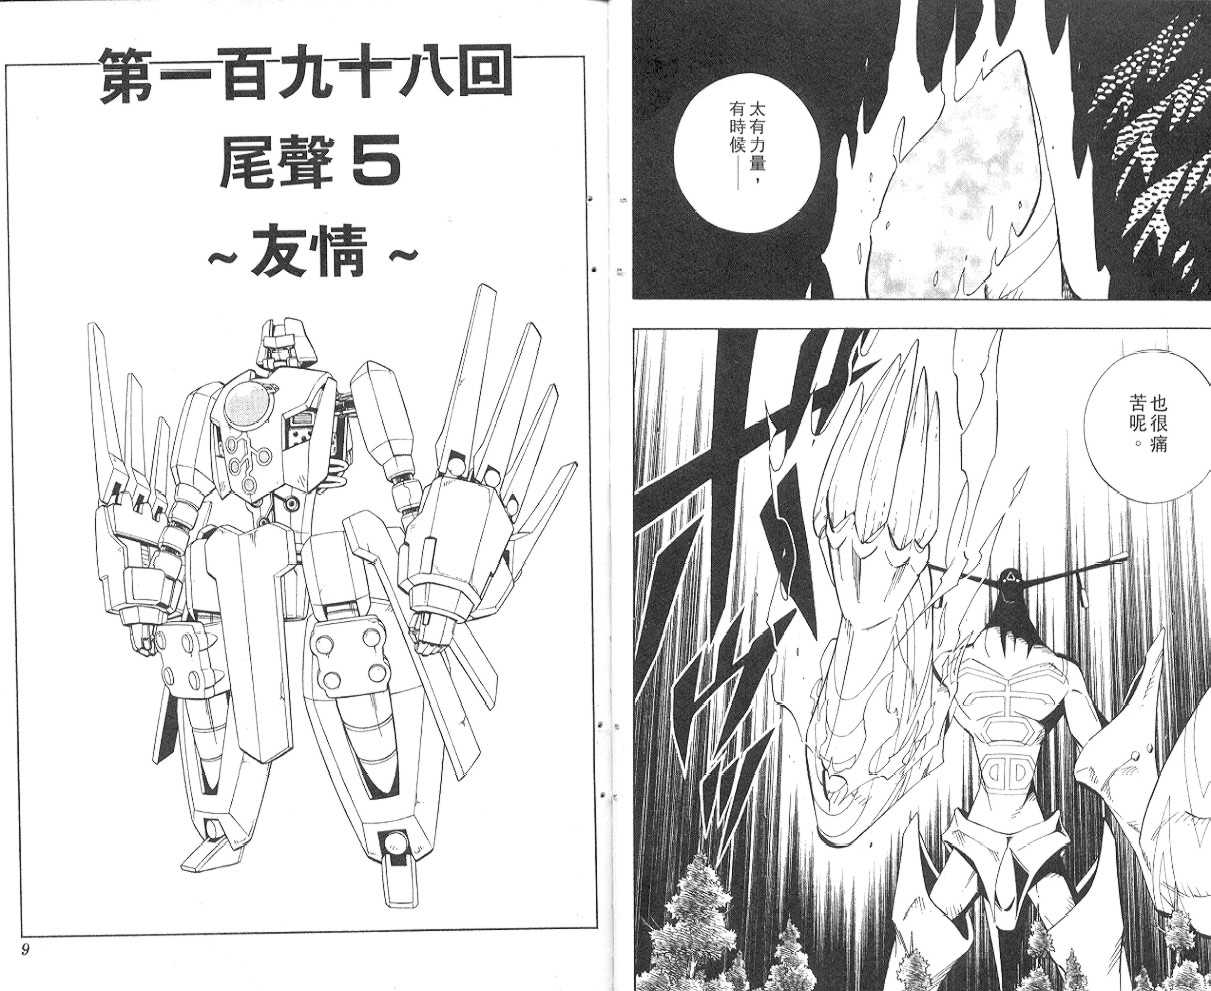 太有力量，
有時候——
也很痛
苦呢。
第一百九十八回
尾聲5
~友情~
9